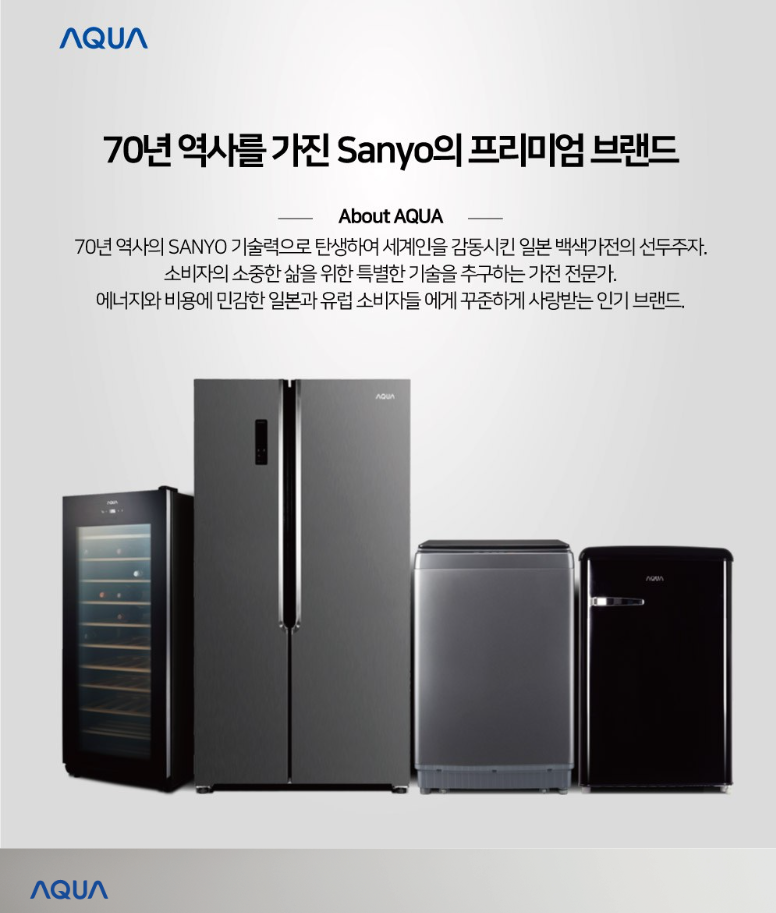 AQUA
70년 역사를 가진 Sanyo의 프리미엄 브랜드
About AQUA
70년 역사의 SANYO 기술력으로 탄생하여 세계인을 감동시킨 일본 백색가전의 선두주자.
소비자의 소중한 삶을 위한 특별한 기술을 추구하는 가전 전문가.
에너지와 비용에 민감한 일본과 유럽 소비자들 에게 꾸준하게 사랑받는 인기 브랜드.
AQUA
AQUA
AQUA
AQUA